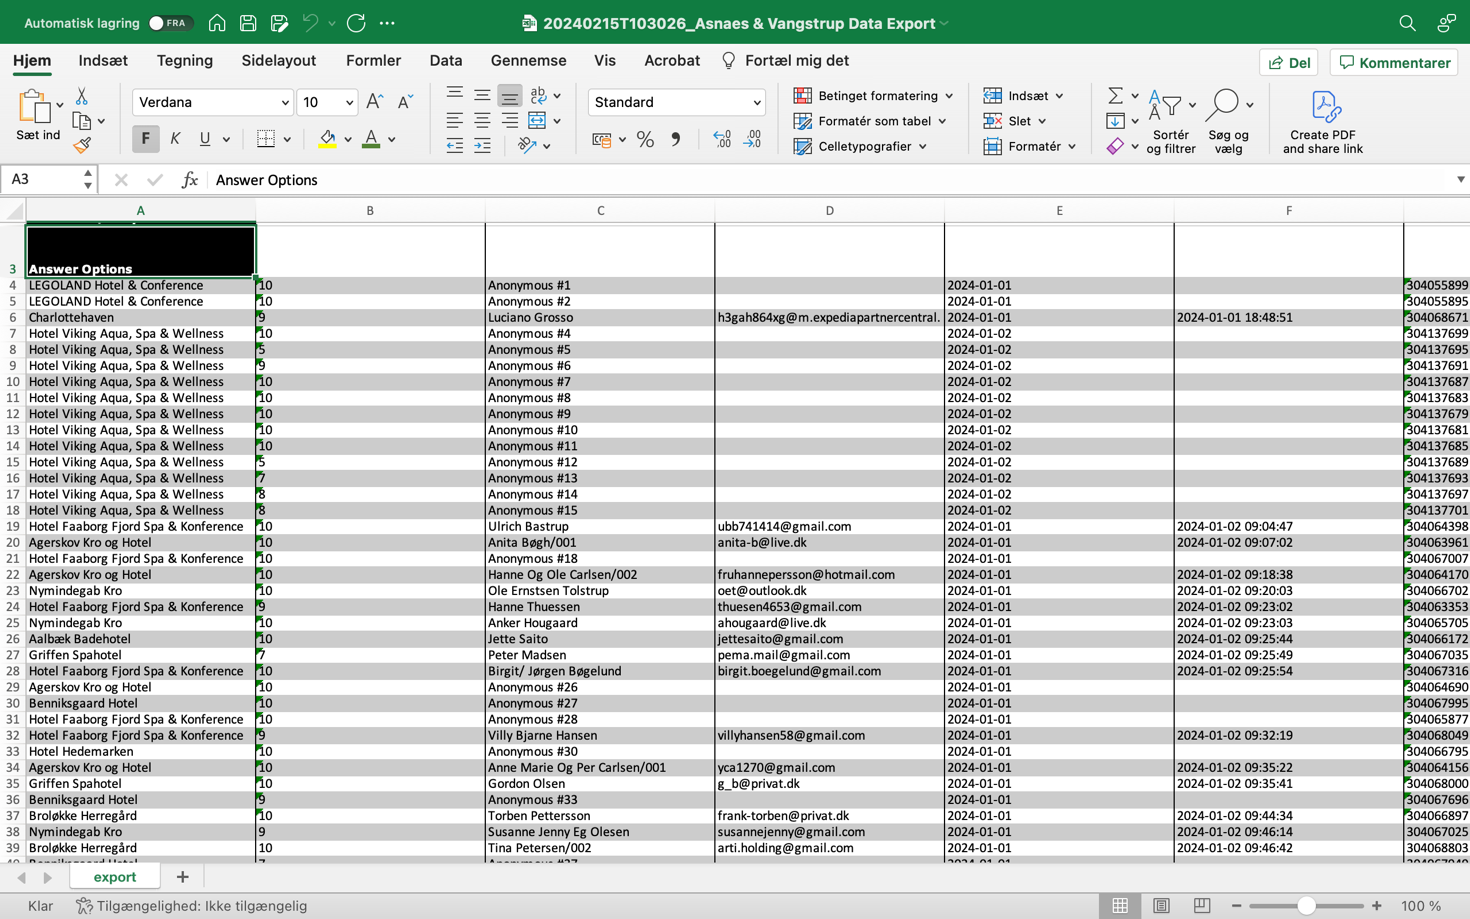 Automatisk lagring FRA 20240215T103026_Asnaes & Vangstrup Data Export
Hjem Indsæt Tegning Sidelayout Formler Data Gennemse Vis Acrobat Fortæl mig det Del Kommentarer
Sæt ind
Verdana 10 Standard
F K U
Betinget formatering
Formatér som tabel
Celletypografier
Indsæt
Slet
Formatér
Sortér og filtrer
Søg og vælg
Create PDF and share link
A3 fx Answer Options
A B C D E F
3 Answer Options
4 LEGOLAND Hotel & Conference 10 Anonymous #1 2024-01-01 304055899
5 LEGOLAND Hotel & Conference 10 Anonymous #2 2024-01-01 304055895
6 Charlottehaven 9 Luciano Grosso h3gah864xg@m.expediapartnercentral. 2024-01-01 2024-01-01 18:48:51 304068671
7 Hotel Viking Aqua, Spa & Wellness 10 Anonymous #4 2024-01-02 304137699
8 Hotel Viking Aqua, Spa & Wellness 5 Anonymous #5 2024-01-02 304137695
9 Hotel Viking Aqua, Spa & Wellness 9 Anonymous #6 2024-01-02 304137691
10 Hotel Viking Aqua, Spa & Wellness 10 Anonymous #7 2024-01-02 304137687
11 Hotel Viking Aqua, Spa & Wellness 10 Anonymous #8 2024-01-02 304137683
12 Hotel Viking Aqua, Spa & Wellness 10 Anonymous #9 2024-01-02 304137679
13 Hotel Viking Aqua, Spa & Wellness 10 Anonymous #10 2024-01-02 304137681
14 Hotel Viking Aqua, Spa & Wellness 10 Anonymous #11 2024-01-02 304137685
15 Hotel Viking Aqua, Spa & Wellness 5 Anonymous #12 2024-01-02 304137689
16 Hotel Viking Aqua, Spa & Wellness 7 Anonymous #13 2024-01-02 304137693
17 Hotel Viking Aqua, Spa & Wellness 8 Anonymous #14 2024-01-02 304137697
18 Hotel Viking Aqua, Spa & Wellness 8 Anonymous #15 2024-01-02 304137701
19 Hotel Faaborg Fjord Spa & Konference 10 Ulrich Bastrup ubb741414@gmail.com 2024-01-01 2024-01-02 09:04:47 304064398
20 Agerskov Kro og Hotel 10 Anita Bøgh/001 anita-b@live.dk 2024-01-01 2024-01-02 09:07:02 304063961
21 Hotel Faaborg Fjord Spa & Konference 10 Anonymous #18 2024-01-01 304067007
22 Agerskov Kro og Hotel 10 Hanne Og Ole Carlsen/002 fruhannepersson@hotmail.com 2024-01-01 2024-01-02 09:18:38 304064170
23 Nymindegab Kro 10 Ole Ernstsen Tolstrup oet@outlook.dk 2024-01-01 2024-01-02 09:20:03 304066702
24 Hotel Faaborg Fjord Spa & Konference 9 Hanne Thuessen thuesen4653@gmail.com 2024-01-01 2024-01-02 09:23:02 304063353
25 Nymindegab Kro 10 Anker Hougaard ahougaard@live.dk 2024-01-01 2024-01-02 09:23:03 304065705
26 Aalbæk Badehotel 10 Jette Saito jettesaito@gmail.com 2024-01-01 2024-01-02 09:25:44 304066172
27 Griffen Spahotel 7 Peter Madsen pema.mail@gmail.com 2024-01-01 2024-01-02 09:25:49 304067035
28 Hotel Faaborg Fjord Spa & Konference 10 Birgit/ Jørgen Bøgelund birgit.boegelund@gmail.com 2024-01-01 2024-01-02 09:25:54 304067316
29 Agerskov Kro og Hotel 10 Anonymous #26 2024-01-01 304064690
30 Benniksgaard Hotel 10 Anonymous #27 2024-01-01 304067995
31 Hotel Faaborg Fjord Spa & Konference 10 Anonymous #28 2024-01-01 304065877
32 Hotel Faaborg Fjord Spa & Konference 9 Villy Bjarne Hansen villyhansen58@gmail.com 2024-01-01 2024-01-02 09:32:19 304068049
33 Hotel Hedemarken 10 Anonymous #30 2024-01-01 304066795
34 Agerskov Kro og Hotel 10 Anne Marie Og Per Carlsen/001 yca1270@gmail.com 2024-01-01 2024-01-02 09:35:22 304064156
35 Griffen Spahotel 10 Gordon Olsen g_b@privat.dk 2024-01-01 2024-01-02 09:35:41 304068000
36 Benniksgaard Hotel 9 Anonymous #33 2024-01-01 304067696
37 Broløkke Herregård 10 Torben Pettersson frank-torben@privat.dk 2024-01-01 2024-01-02 09:44:34 304066897
38 Nymindegab Kro 9 Susanne Jenny Eg Olesen susannejenny@gmail.com 2024-01-01 2024-01-02 09:46:14 304067025
39 Broløkke Herregård 10 Tina Petersen/002 arti.holding@gmail.com 2024-01-01 2024-01-02 09:46:42 304068803
export
Klar Tilgængelighed: Ikke tilgængelig 100 %